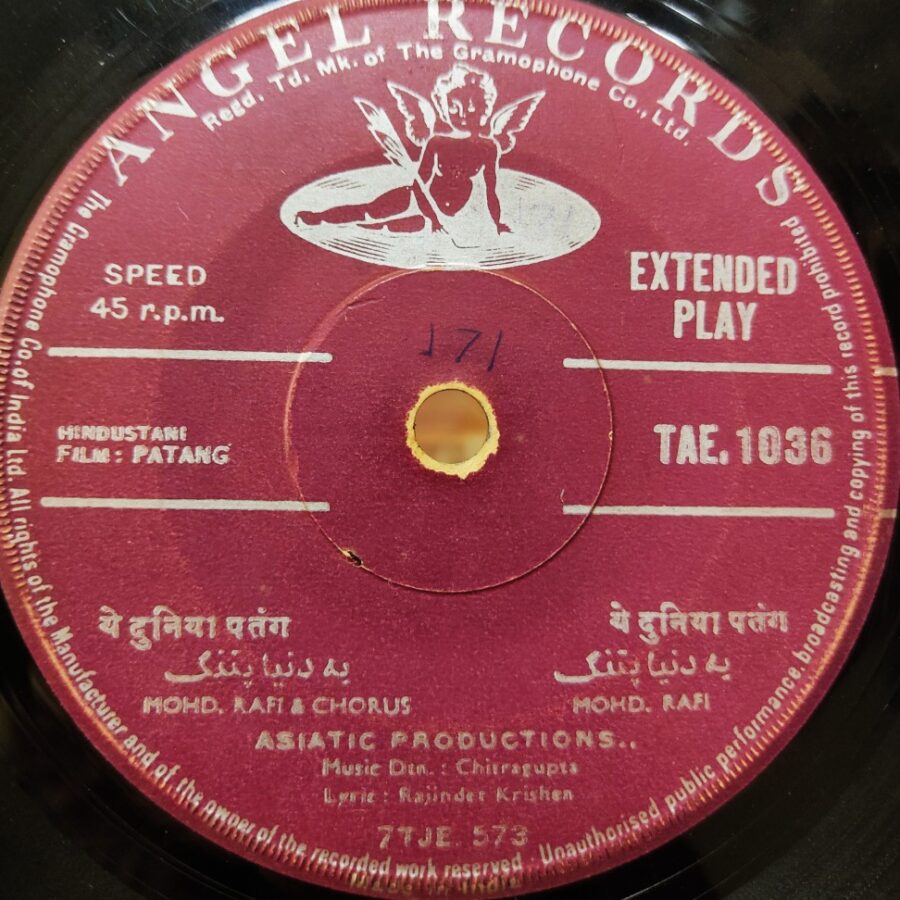 ANGEL RECORDS
Regd. Td. Mk. of The Gramophone Co., Ltd.
SPEED
45 r.p.m.
EXTENDED
PLAY
171
HINDUSTANI
FILM : PATANG
TAE. 1036
ये दुनिया पतंग
ये दुनिया पतंग
یہ دنیا پتنگ
یہ دنیا پتنگ
MOHD. RAFI & CHORUS
MOHD. RAFI
ASIATIC PRODUCTIONS..
Music Dtn. : Chitragupta
Lyric : Rajinder Krishen
7TJE. 573
The Gramophone Co. of India Ltd. All rights of the Manufacturer and of the owner of the recorded work reserved. Unauthorised public performance, broadcasting and copying of this record prohibited
Made in India